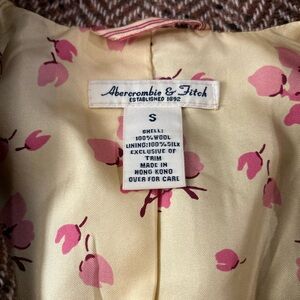 Abercrombie & Fitch
ESTABLISHED 1892
S
SHELL:
100%WOOL
LINING:100%SILK
EXCLUSIVE OF
TRIM
MADE IN
HONG KONG
OVER FOR CARE